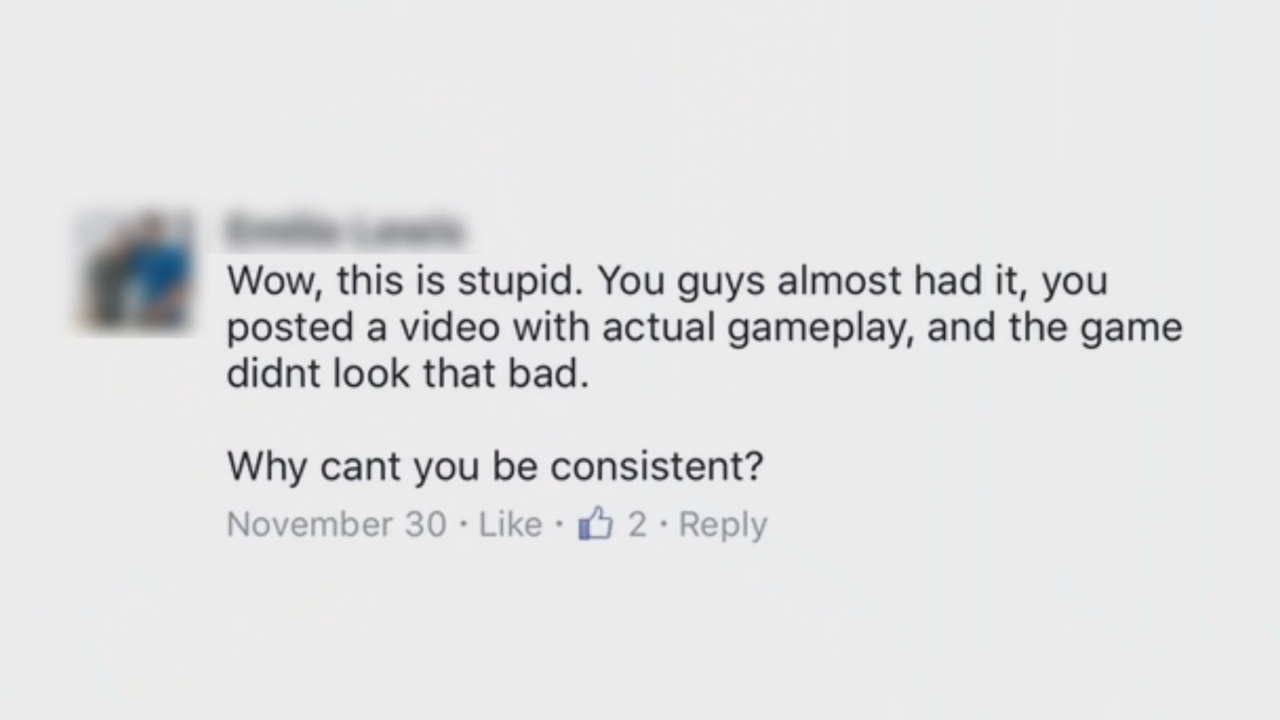 Wow, this is stupid. You guys almost had it, you
posted a video with actual gameplay, and the game
didnt look that bad.
Why cant you be consistent?
November 30 · Like · 2 · Reply